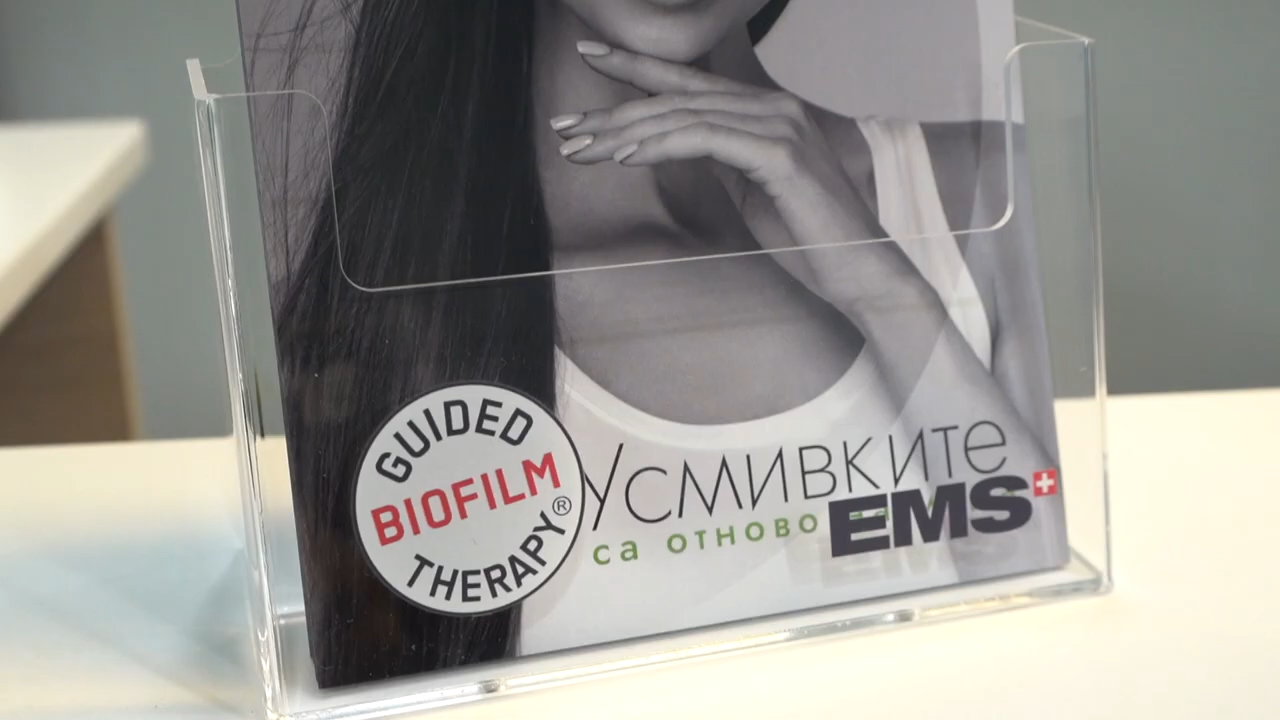 GUIDED
BIOFILM
THERAPY®
Усмивките
са отново
EMS